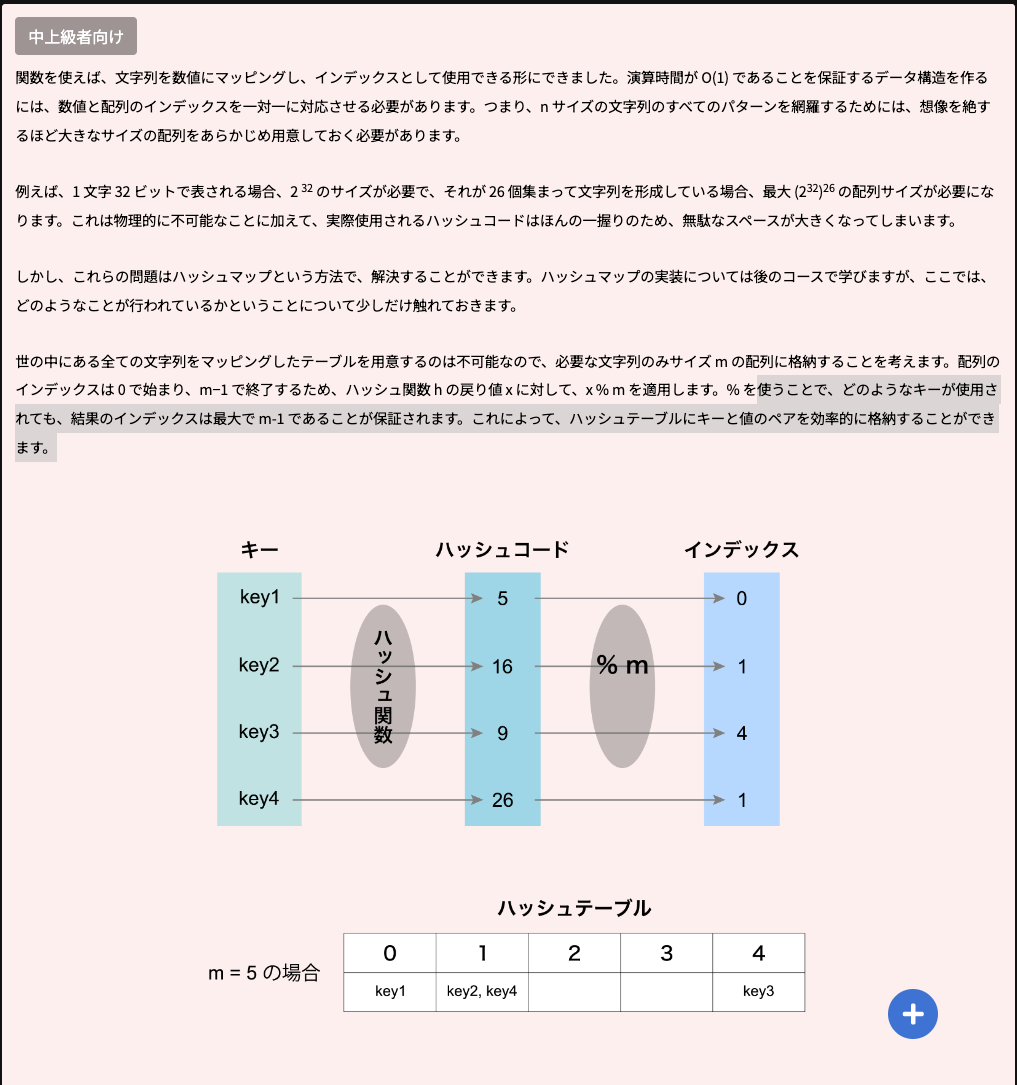 中上級者向け
関数を使えば、文字列を数値にマッピングし、インデックスとして使用できる形にできました。演算時間が O(1) であることを保証するデータ構造を作る
には、数値と配列のインデックスを一対一に対応させる必要があります。つまり、n サイズの文字列のすべてのパターンを網羅するためには、想像を絶す
るほど大きなサイズの配列をあらかじめ用意しておく必要があります。
例えば、1 文字 32 ビットで表される場合、2 ³² のサイズが必要で、それが 26 個集まって文字列を形成している場合、最大 (2³²)²⁶ の配列サイズが必要にな
ります。これは物理的に不可能なことに加えて、実際使用されるハッシュコードはほんの一握りのため、無駄なスペースが大きくなってしまいます。
しかし、これらの問題はハッシュマップという方法で、解決することができます。ハッシュマップの実装については後のコースで学びますが、ここでは、
どのようなことが行われているかということについて少しだけ触れておきます。
世の中にある全ての文字列をマッピングしたテーブルを用意するのは不可能なので、必要な文字列のみサイズ m の配列に格納することを考えます。配列の
インデックスは 0 で始まり、m−1 で終了するため、ハッシュ関数 h の戻り値 x に対して、x % m を適用します。% を使うことで、どのようなキーが使用さ
れても、結果のインデックスは最大で m-1 であることが保証されます。これによって、ハッシュテーブルにキーと値のペアを効率的に格納することができ
ます。
キー ハッシュコード インデックス
key1 5 0
key2 16 1
key3 9 4
key4 26 1
ハッシュ関数
% m
ハッシュテーブル
m = 5 の場合
0 1 2 3 4
key1 key2, key4 key3